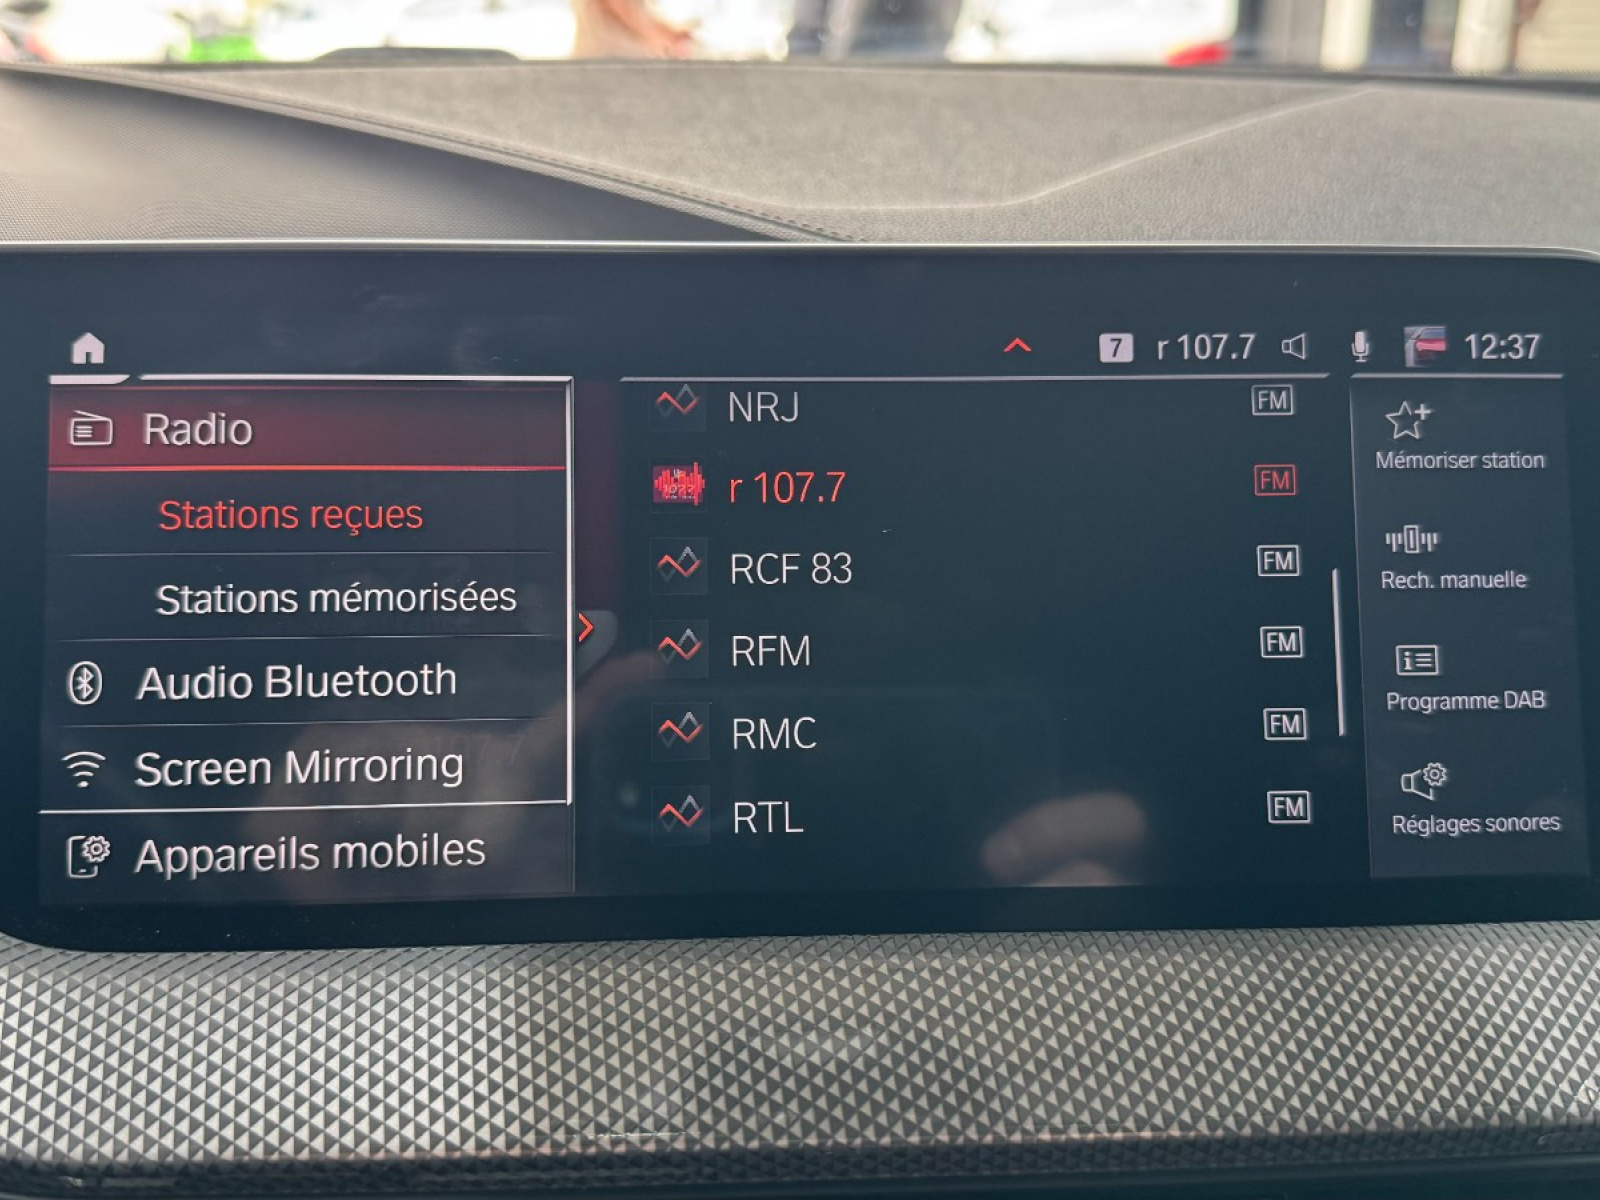 7 r 107.7 12:37
Radio
Stations reçues
Stations mémorisées
Audio Bluetooth
Screen Mirroring
Appareils mobiles
NRJ FM
107.7 r 107.7 FM
RCF 83 FM
RFM FM
RMC FM
RTL FM
Mémoriser station
Rech. manuelle
Programme DAB
Réglages sonores